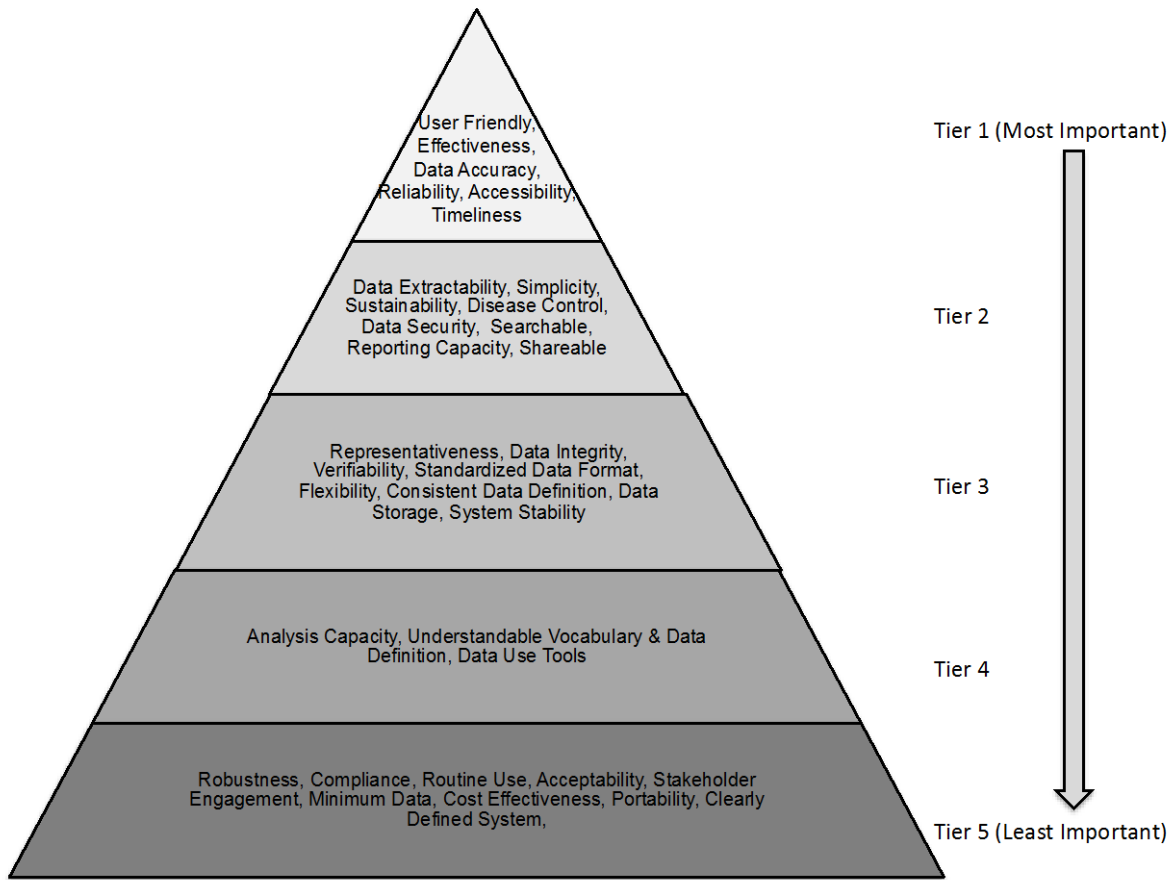 User Friendly,
Effectiveness,
Data Accuracy,
Reliability, Accessibility,
Timeliness
Tier 1 (Most Important)
Data Extractability, Simplicity,
Sustainability, Disease Control,
Data Security,  Searchable,
Reporting Capacity, Shareable
Tier 2
Representativeness, Data Integrity,
Verifiability, Standardized Data Format,
Flexibility, Consistent Data Definition, Data
Storage, System Stability
Tier 3
Analysis Capacity, Understandable Vocabulary & Data
Definition, Data Use Tools
Tier 4
Robustness, Compliance, Routine Use, Acceptability, Stakeholder
Engagement, Minimum Data, Cost Effectiveness, Portability, Clearly
Defined System,
Tier 5 (Least Important)